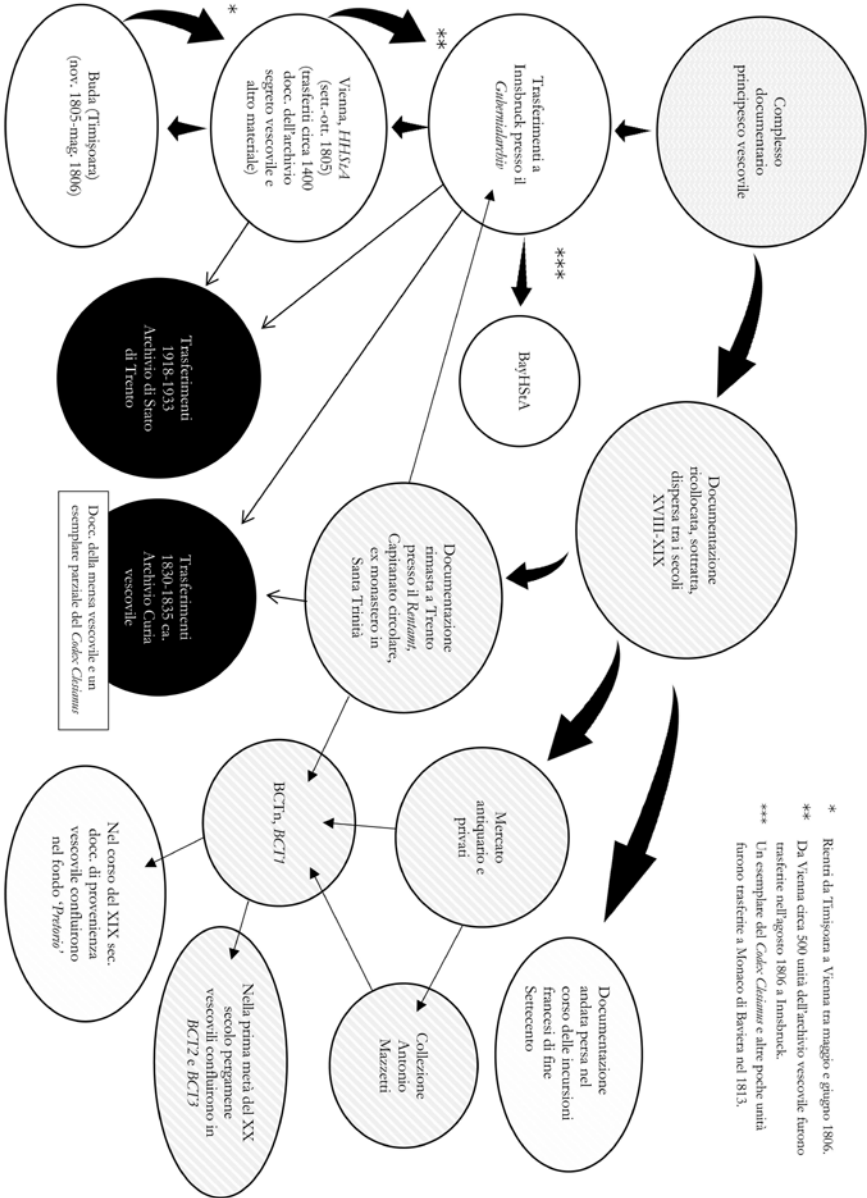 Complesso
documentario
principesco vescovile
Trasferimenti a
Innsbruck presso il
Gubernialarchiv
**
***
Vienna, HHStA
(sett.-ott. 1805)
(trasferiti circa 1400
docc. dell'archivio
segreto vescovile e
altro materiale)
*
Buda (Timişoara)
(nov. 1805-mag. 1806)
BayHStA
Trasferimenti
1918-1933
Archivio di Stato
di Trento
Documentazione
ricollocata, sottratta,
dispersa tra i secoli
XVIII-XIX
Documentazione
rimasta a Trento
presso il Rentamt,
Capitanato circolare,
ex monastero in
Santa Trinità
Trasferimenti
1830-1835 ca.
Archivio Curia
vescovile
Docc. della mensa vescovile e un
esemplare parziale del Codex Clesianus
Mercato
antiquario e
privati
BCTn, BCT1
Nel corso del XIX sec.
docc. di provenienza
vescovile confluirono
nel fondo 'Pretorio'
Documentazione
andata persa nel
corso delle incursioni
francesi di fine
Settecento
Collezione
Antonio
Mazzetti
Nella prima metà del XX
secolo pergamene
vescovili confluirono in
BCT2 e BCT3
* Rientri da Timişoara a Vienna tra maggio e giugno 1806.
** Da Vienna circa 500 unità dell'archivio vescovile furono
trasferite nell'agosto 1806 a Innsbruck.
*** Un esemplare del Codex Clesianus e altre poche unità
furono trasferite a Monaco di Baviera nel 1813.